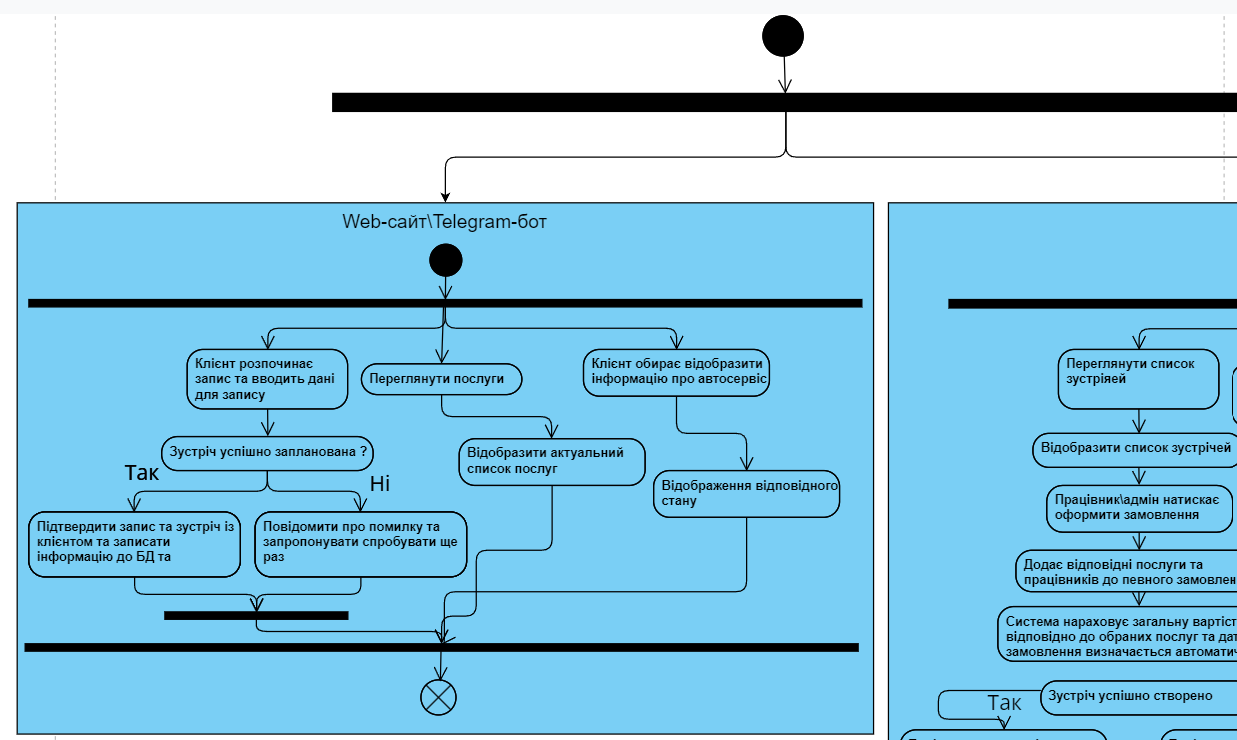 Web-сайт\Telegram-бот
Клієнт розпочинає
запис та вводить дані
для запису
Переглянути послуги
Клієнт обирає відобразити
інформацію про автосервіс
Зустріч успішно запланована ?
Так
Ні
Відобразити актуальний
список послуг
Відображення відповідного
стану
Підтвердити запис та зустріч із
клієнтом та записати
інформацію до БД та
Повідомити про помилку та
запропонувати спробувати ще
раз
Переглянути список
зустріяей
Відобразити список зустрічей
Працівник\адмін натискає
оформити замовлення
Додає відповідні послуги та
працівників до певного замовлен
Система нараховує загальну вартіст
відповідно до обраних послуг та дат
замовлення визначається автоматич
Зустріч успішно створено
Так